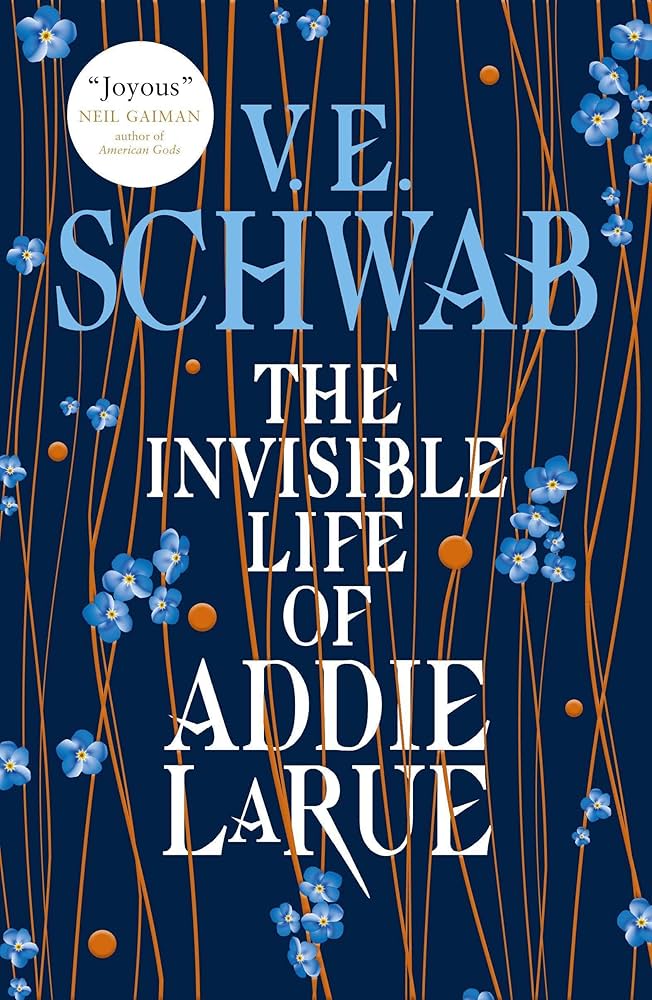 “Joyous”
NEIL GAIMAN
author of
American Gods
V. E.
SCHWAB
THE
INVISIBLE
LIFE
OF
ADDIE
LARUE